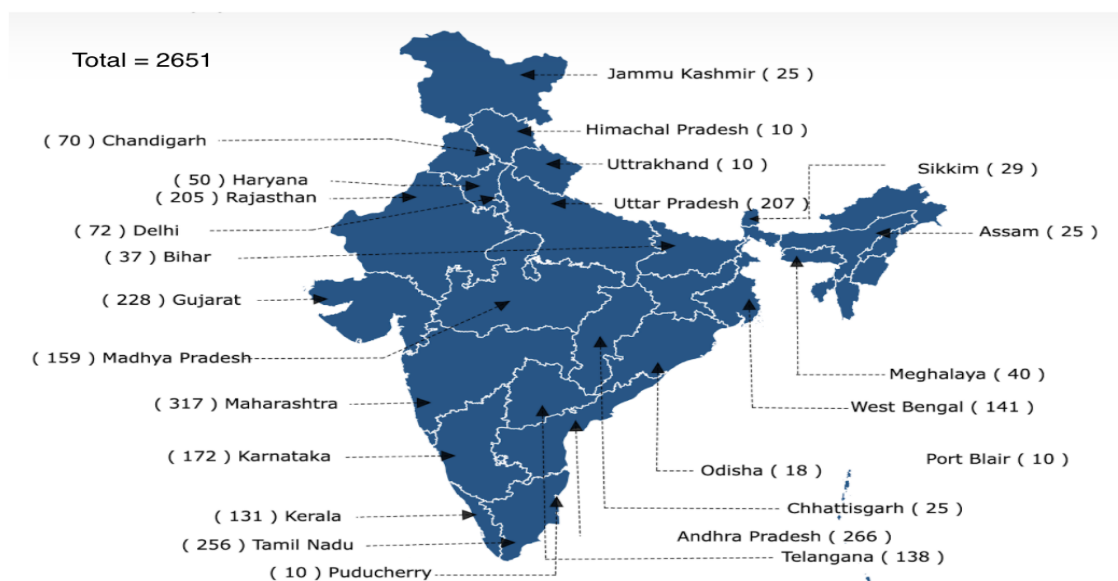 Total = 2651
Jammu Kashmir ( 25 )
Himachal Pradesh ( 10 )
( 70 ) Chandigarh
Uttrakhand ( 10 )
Sikkim ( 29 )
( 50 ) Haryana
( 205 ) Rajasthan
Uttar Pradesh ( 207 )
( 72 ) Delhi
Assam ( 25 )
( 37 ) Bihar
( 228 ) Gujarat
( 159 ) Madhya Pradesh
Meghalaya ( 40 )
( 317 ) Maharashtra
West Bengal ( 141 )
( 172 ) Karnataka
Port Blair ( 10 )
Odisha ( 18 )
Chhattisgarh ( 25 )
( 131 ) Kerala
Andhra Pradesh ( 266 )
( 256 ) Tamil Nadu
Telangana ( 138 )
( 10 ) Puducherry